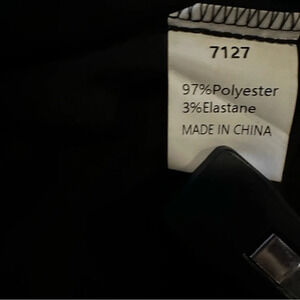 7127
97%Polyester
3%Elastane
MADE IN CHINA